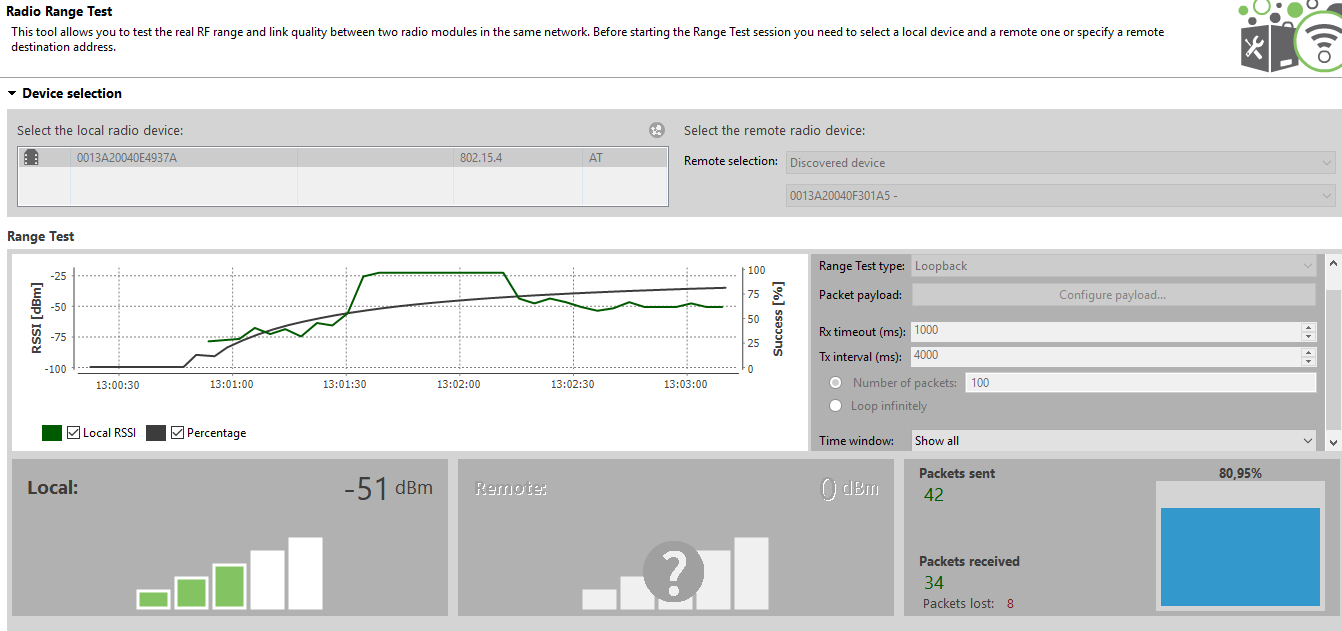 Radio Range Test
This tool allows you to test the real RF range and link quality between two radio modules in the same network. Before starting the Range Test session you need to select a local device and a remote one or specify a remote
destination address.
Device selection
Select the local radio device:
0013A20040E4937A 802.15.4 AT
Select the remote radio device:
Remote selection: Discovered device
0013A20040F301A5 -
Range Test
RSSI [dBm]
-25
-50
-75
-100
100
75
50
25
0
Success [%]
13:00:30 13:01:00 13:01:30 13:02:00 13:02:30 13:03:00
Local RSSI Percentage
Range Test type: Loopback
Packet payload: Configure payload...
Rx timeout (ms): 1000
Tx interval (ms): 4000
Number of packets: 100
Loop infinitely
Time window: Show all
Local: -51 dBm
Remote: 0 dBm
?
Packets sent
42
Packets received
34
Packets lost: 8
80,95%